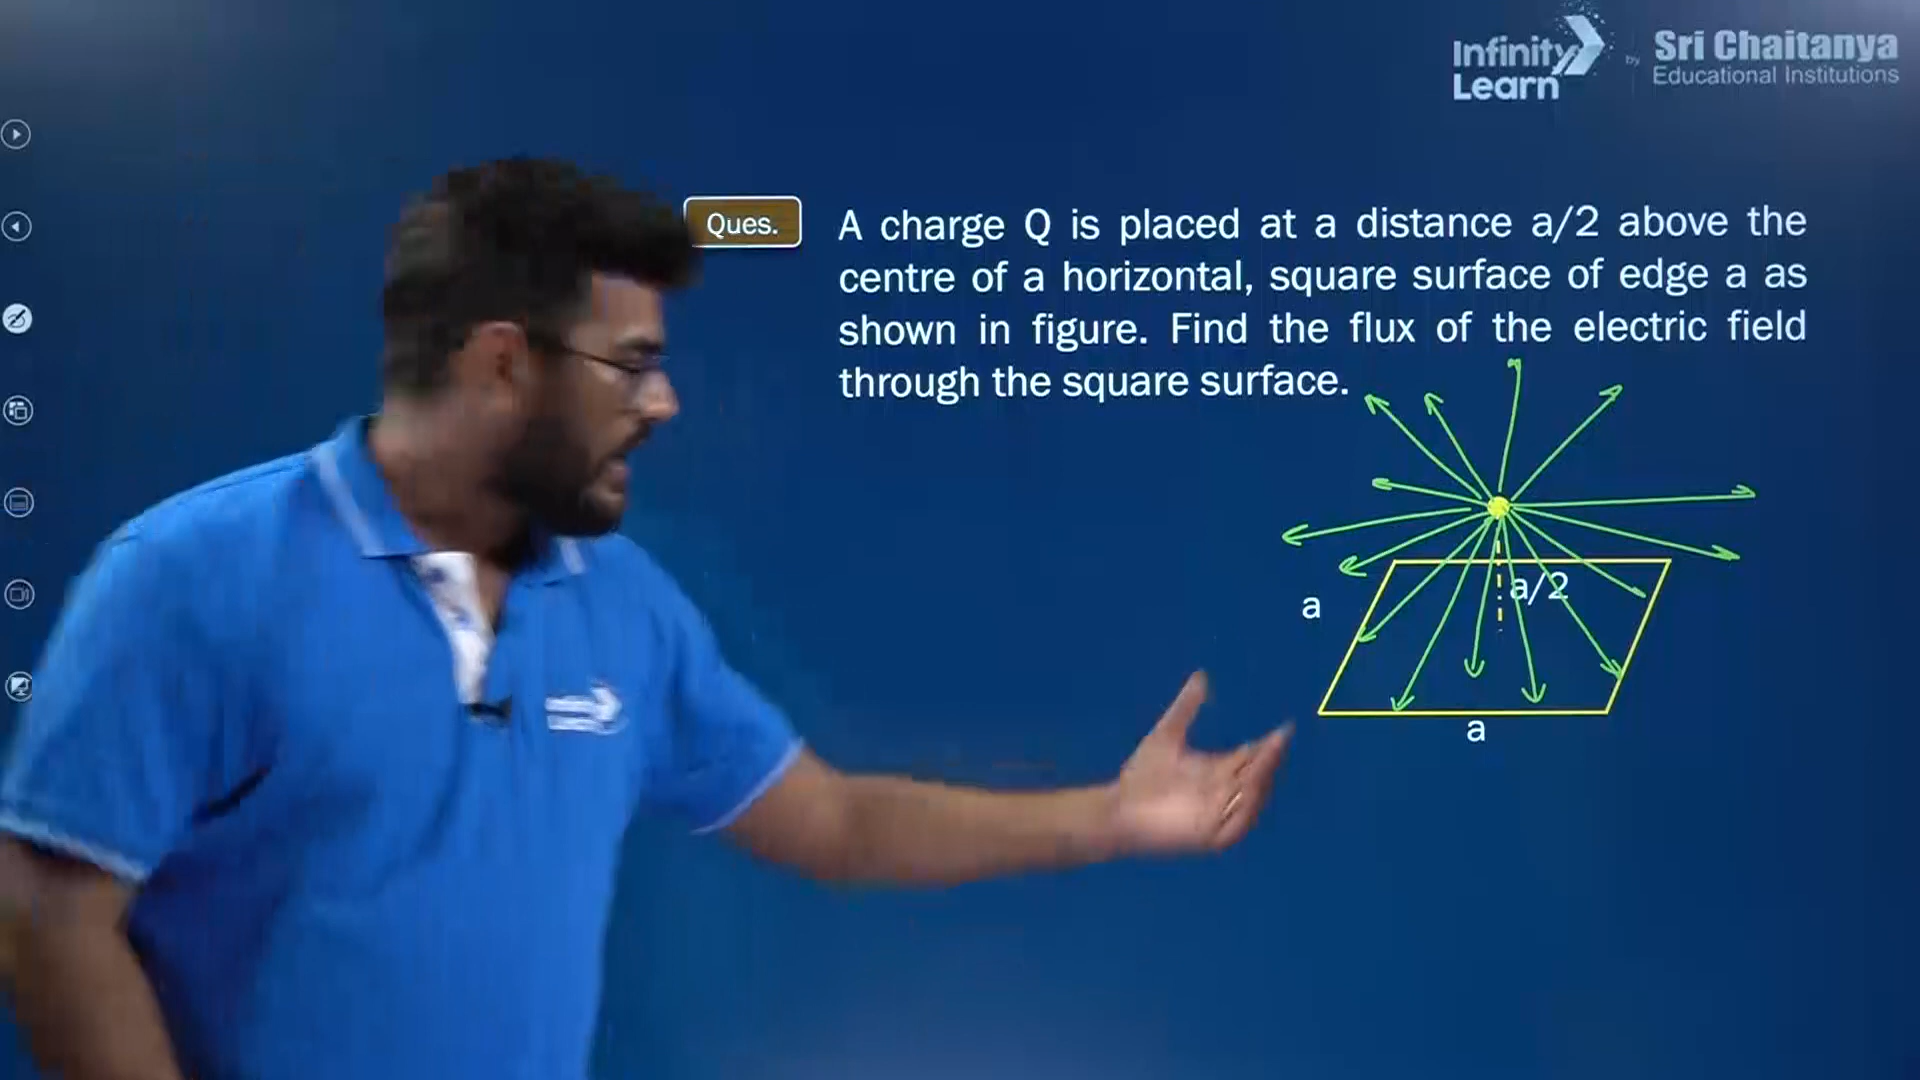 Infinity
Learn
by
Sri Chaitanya
Educational Institutions
Ques.
A charge Q is placed at a distance a/2 above the
centre of a horizontal, square surface of edge a as
shown in figure. Find the flux of the electric field
through the square surface.
a/2
a
a